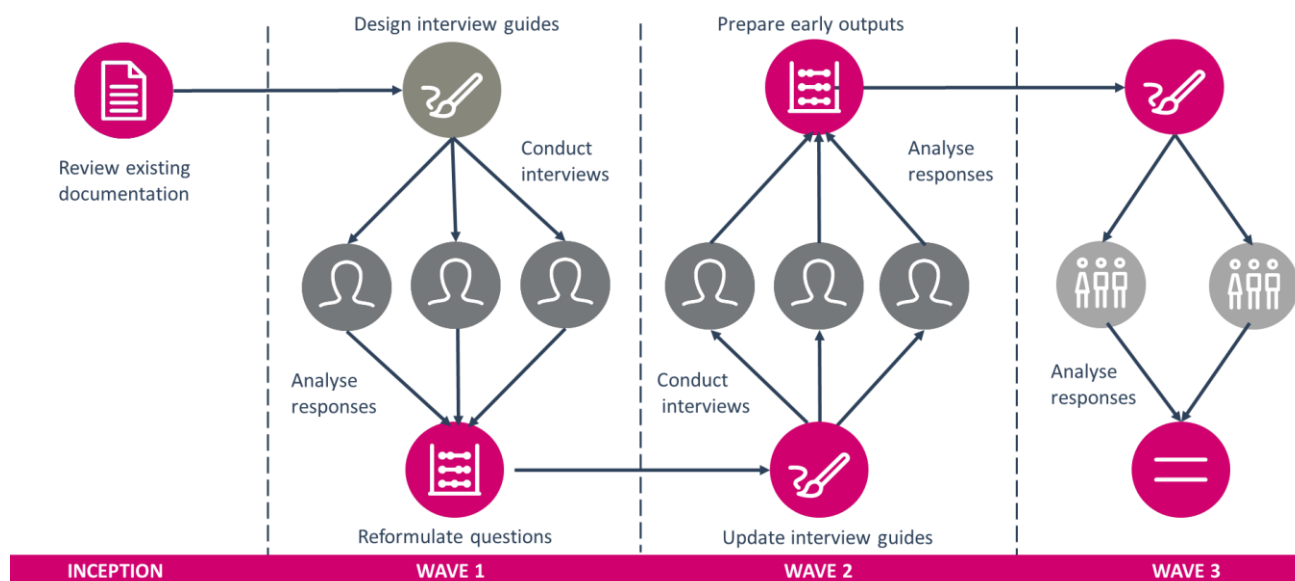 Design interview guides
Prepare early outputs
Review existing
documentation
Conduct
interviews
Analyse
responses
Analyse
responses
Conduct
interviews
Analyse
responses
Reformulate questions
Update interview guides
INCEPTION
WAVE 1
WAVE 2
WAVE 3